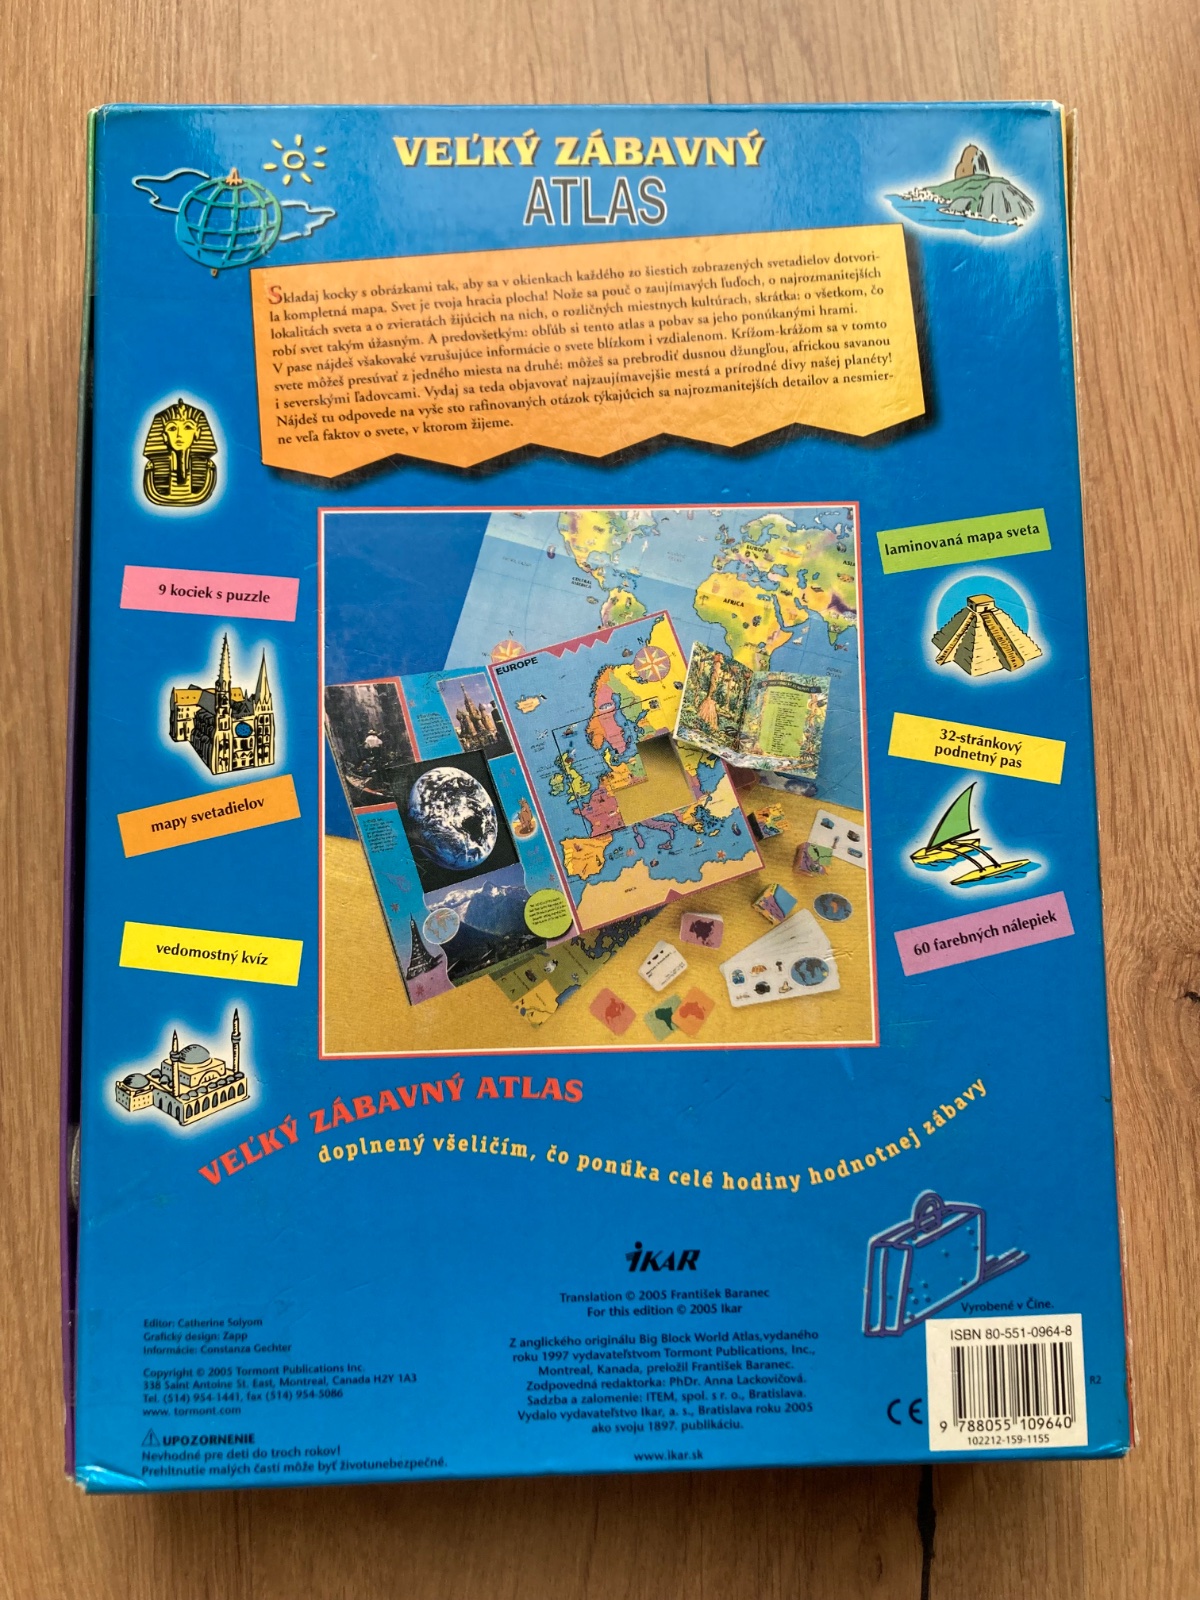 VEĽKÝ ZÁBAVNÝ
ATLAS
Skladaj kocky s obrázkami tak, aby sa v okienkach každého zo šiestich zobrazených svetadielov dotvori-
la kompletná mapa. Svet je tvoja hracia plocha! Nože sa pouč o zaujímavých ľuďoch, o najrozmanitejších
lokalitách sveta a o zvieratách žijúcich na nich, o rozličných miestnych kultúrach, skrátka: o všetkom, čo
robí svet takým úžasným. A predovšetkým: obľúb si tento atlas a pobav sa jeho ponúkanými hrami.
V pase nájdeš všakovaké vzrušujúce informácie o svete blízkom i vzdialenom. Krížom-krážom sa v tomto
svete môžeš presúvať z jedného miesta na druhé: môžeš sa prebrodiť dusnou džungľou, africkou savanou
i severskými ľadovcami. Vydaj sa teda objavovať najzaujímavejšie mestá a prírodné divy našej planéty!
Nájdeš tu odpovede na vyše sto rafinovaných otázok týkajúcich sa najrozmanitejších detailov a nesmier-
ne veľa faktov o svete, v ktorom žijeme.
laminovaná mapa sveta
9 kociek s puzzle
32-stránkový
podnetný pas
mapy svetadielov
60 farebných nálepiek
vedomostný kvíz
EUROPE
AFRICA
ASIA
EUROPE
VEĽKÝ ZÁBAVNÝ ATLAS
doplnený všeličím, čo ponúka celé hodiny hodnotnej zábavy
iKAR
Translation © 2005 František Baranec
For this edition © 2005 Ikar
Z anglického originálu Big Block World Atlas,vydaného
roku 1997 vydavateľstvom Tormont Publications, Inc.,
Montreal, Kanada, preložil František Baranec.
Zodpovedná redaktorka: PhDr. Anna Lackovičová.
Sadzba a zalomenie: ITEM, spol. s r. o., Bratislava.
Vydalo vydavateľstvo Ikar, a. s., Bratislava roku 2005
ako svoju 1897. publikáciu.
www.ikar.sk
Editor: Catherine Solyom
Grafický design: Zapp
Informácie: Constanza Gechter
Copyright © 2005 Tormont Publications Inc.
338 Saint Antoine St. East, Montreal, Canada H2Y 1A3
Tel. (514) 954-1441, fax (514) 954-5086
www. tormont.com
UPOZORNENIE
Nevhodné pre deti do troch rokov!
Prehltnutie malých častí môže byť životunebezpečné.
Vyrobené v Číne.
ISBN 80-551-0964-8
9 788055 109640
102212-159-1155
R2
CE